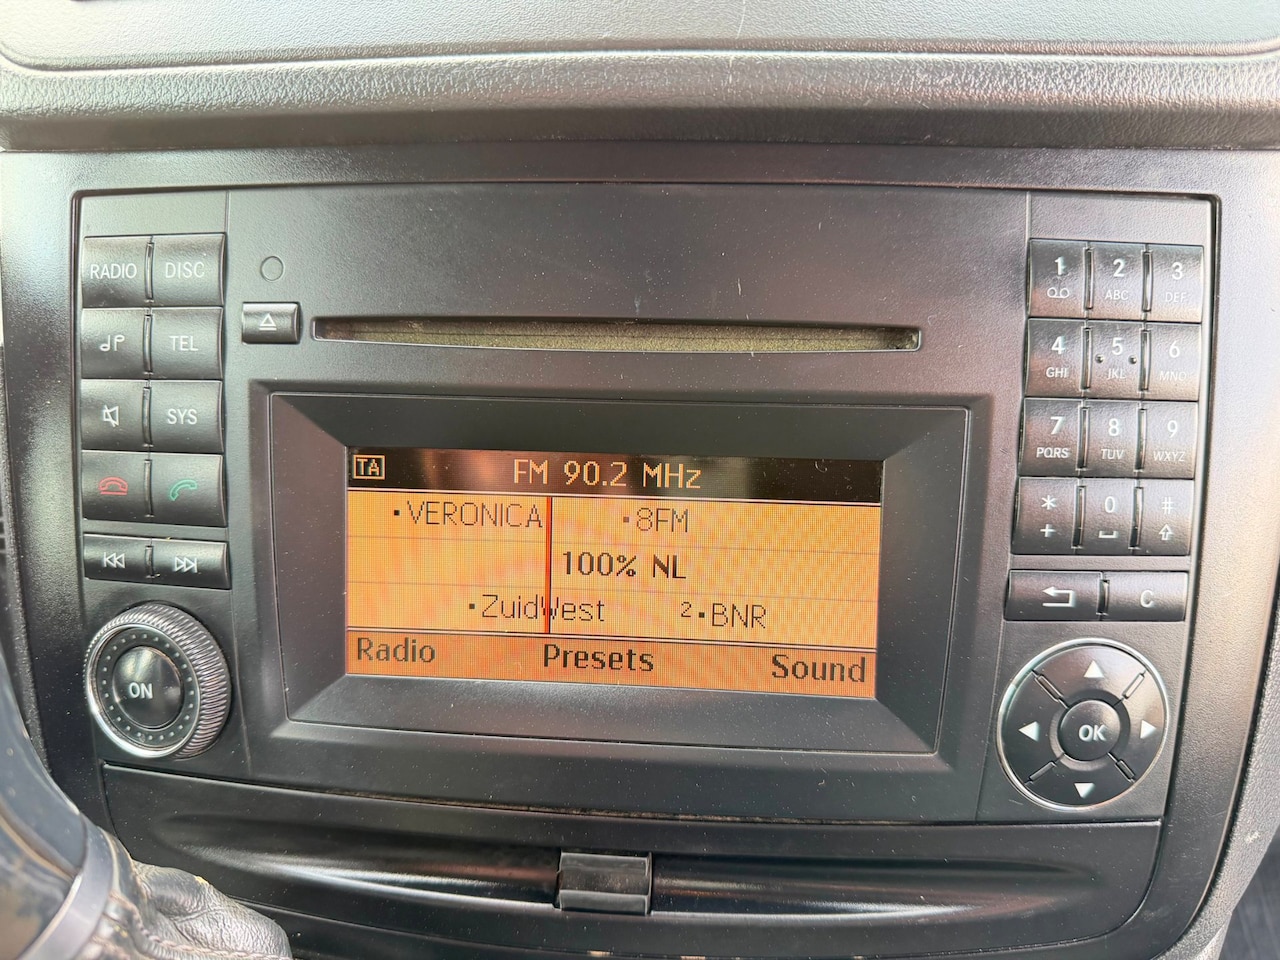 RADIO DISC
TEL
SYS
ON
TA FM 90.2 MHz
·VERONICA ·8FM
100% NL
·ZuidWest 2·BNR
Radio Presets Sound
1 2 ABC 3 DEF
4 GHI 5 JKL 6 MNO
7 PQRS 8 TUV 9 WXYZ
* + 0 #
C
OK